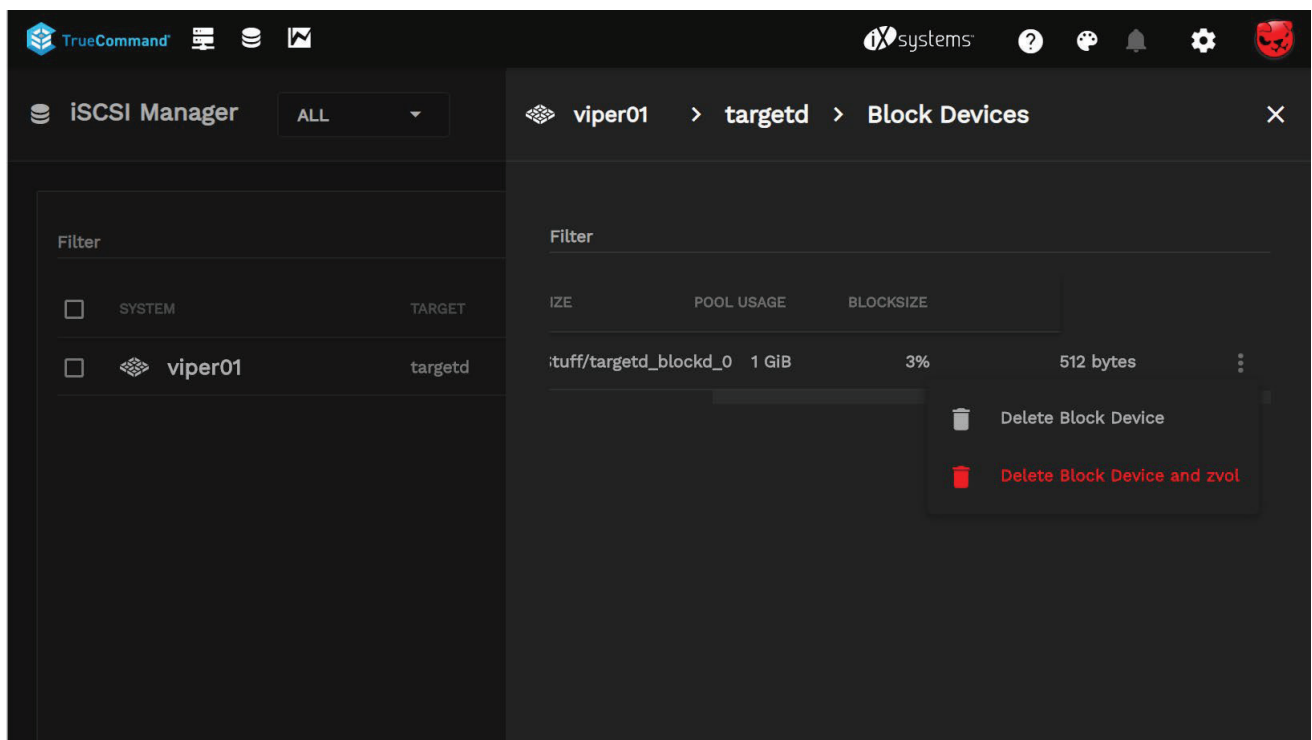 TrueCommand
iXsystems
iSCSI Manager
ALL
viper01 > targetd > Block Devices
Filter
SYSTEM TARGET
viper01 targetd
Filter
IZE POOL USAGE BLOCKSIZE
tuff/targetd_blockd_0 1 GiB 3% 512 bytes
Delete Block Device
Delete Block Device and zvol